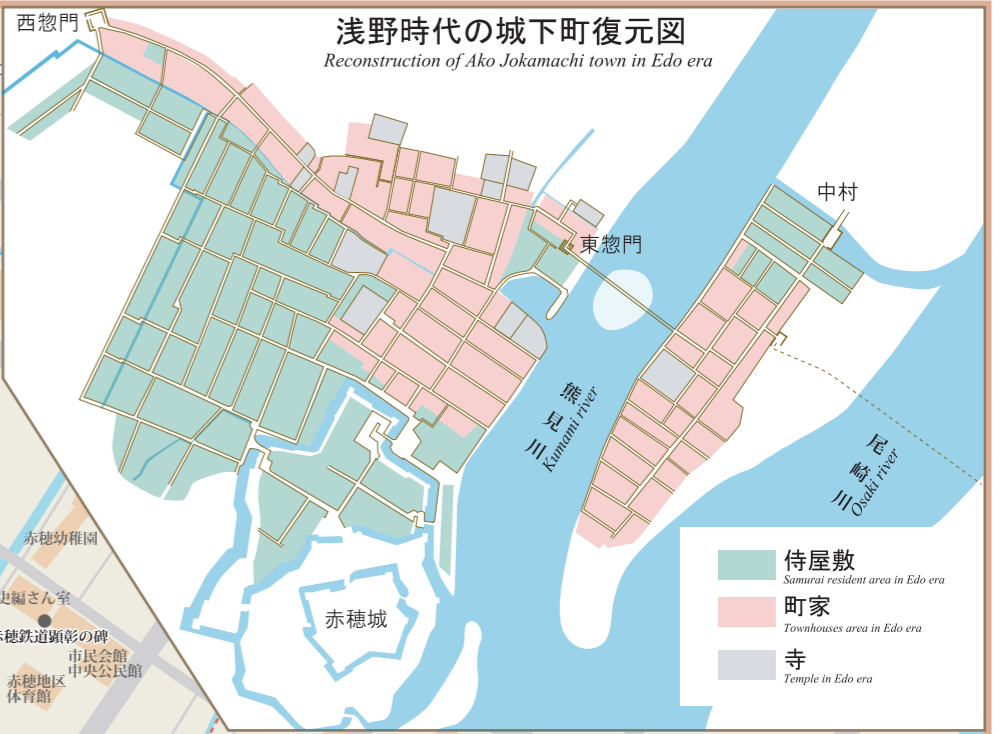 浅野時代の城下町復元図
Reconstruction of Ako Jokamachi town in Edo era
西惣門
中村
東惣門
熊見川
Kumami river
尾崎川
Osaki river
赤穂城
侍屋敷
Samurai resident area in Edo era
町家
Townhouses area in Edo era
寺
Temple in Edo era
赤穂幼稚園
史編さん室
赤穂鉄道顕彰の碑
市民会館
中央公民館
赤穂地区
体育館